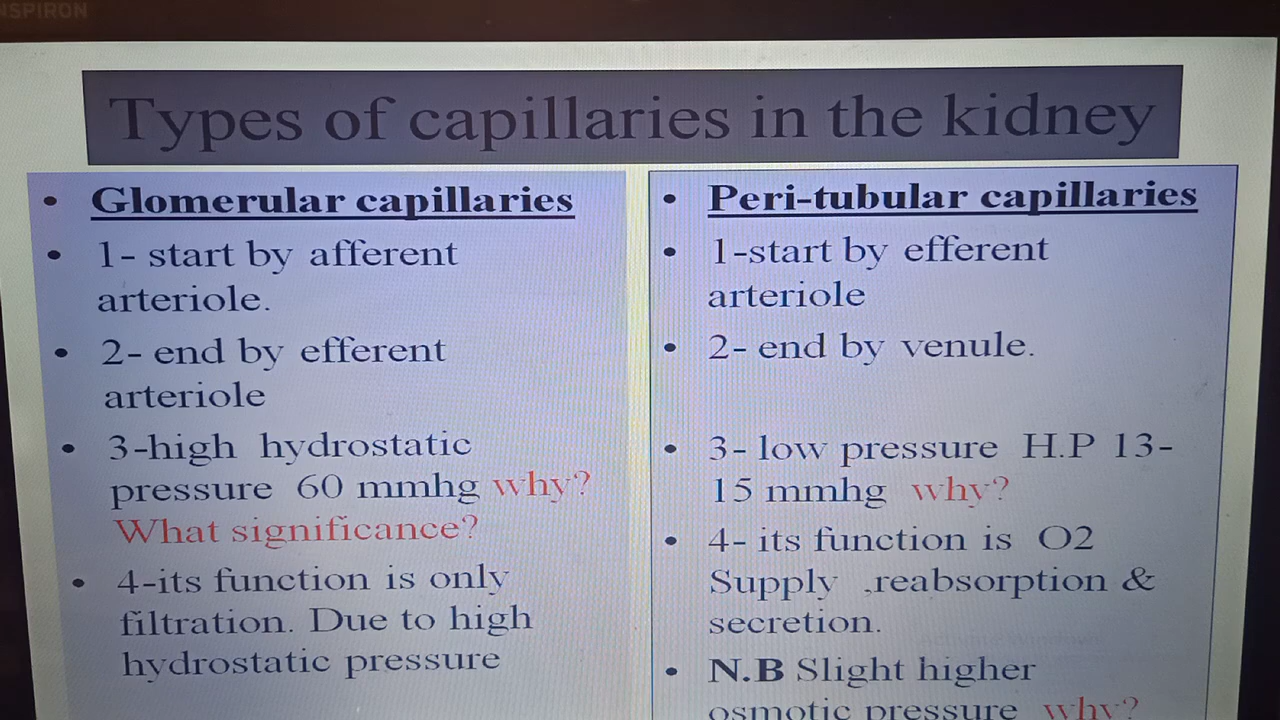 Types of capillaries in the kidney
• Glomerular capillaries
• 1- start by afferent
arteriole.
• 2- end by efferent
arteriole
• 3-high hydrostatic
pressure 60 mmhg why?
What significance?
• 4-its function is only
filtration. Due to high
hydrostatic pressure
• Peri-tubular capillaries
• 1-start by efferent
arteriole
• 2- end by venule.
• 3- low pressure H.P 13-
15 mmhg why?
• 4- its function is O2
Supply ,reabsorption &
secretion.
• N.B Slight higher
osmotic pressure why?